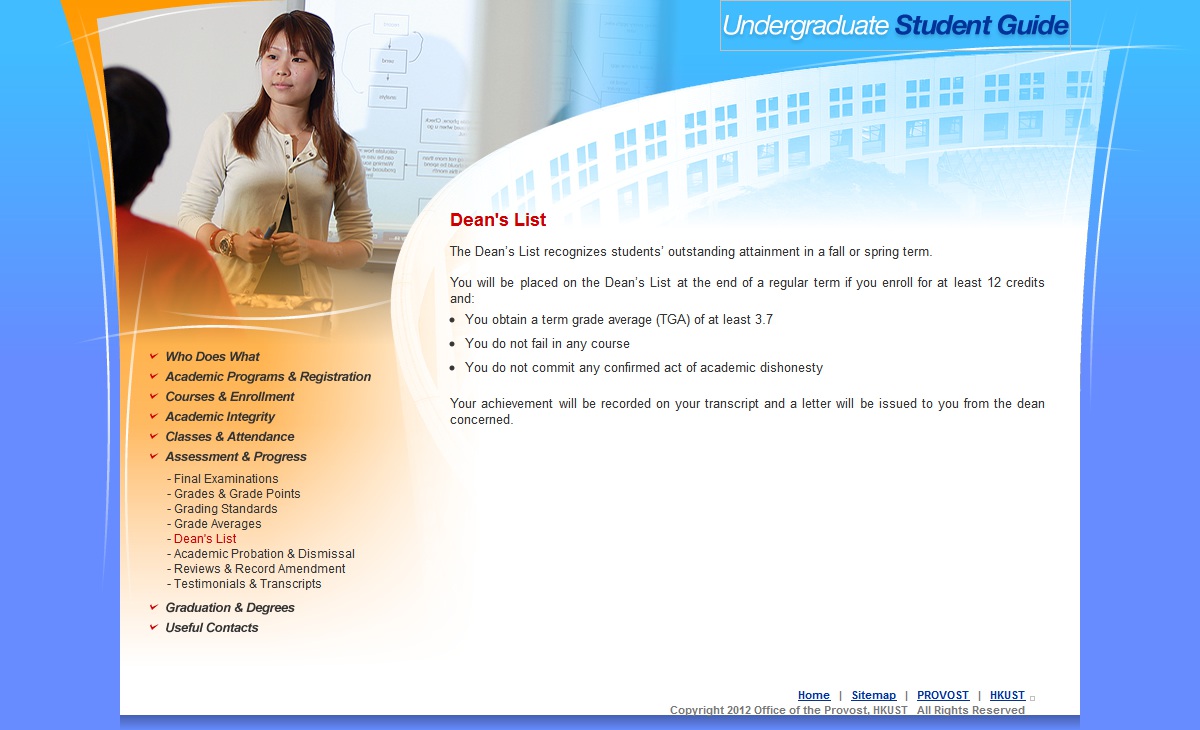 Undergraduate Student Guide
Dean's List
The Dean's List recognizes students' outstanding attainment in a fall or spring term.
You will be placed on the Dean's List at the end of a regular term if you enroll for at least 12 credits
and:
• You obtain a term grade average (TGA) of at least 3.7
• You do not fail in any course
• You do not commit any confirmed act of academic dishonesty
Your achievement will be recorded on your transcript and a letter will be issued to you from the dean
concerned.
Who Does What
Academic Programs & Registration
Courses & Enrollment
Academic Integrity
Classes & Attendance
Assessment & Progress
- Final Examinations
- Grades & Grade Points
- Grading Standards
- Grade Averages
- Dean's List
- Academic Probation & Dismissal
- Reviews & Record Amendment
- Testimonials & Transcripts
Graduation & Degrees
Useful Contacts
Home | Sitemap | PROVOST | HKUST
Copyright 2012 Office of the Provost, HKUST All Rights Reserved